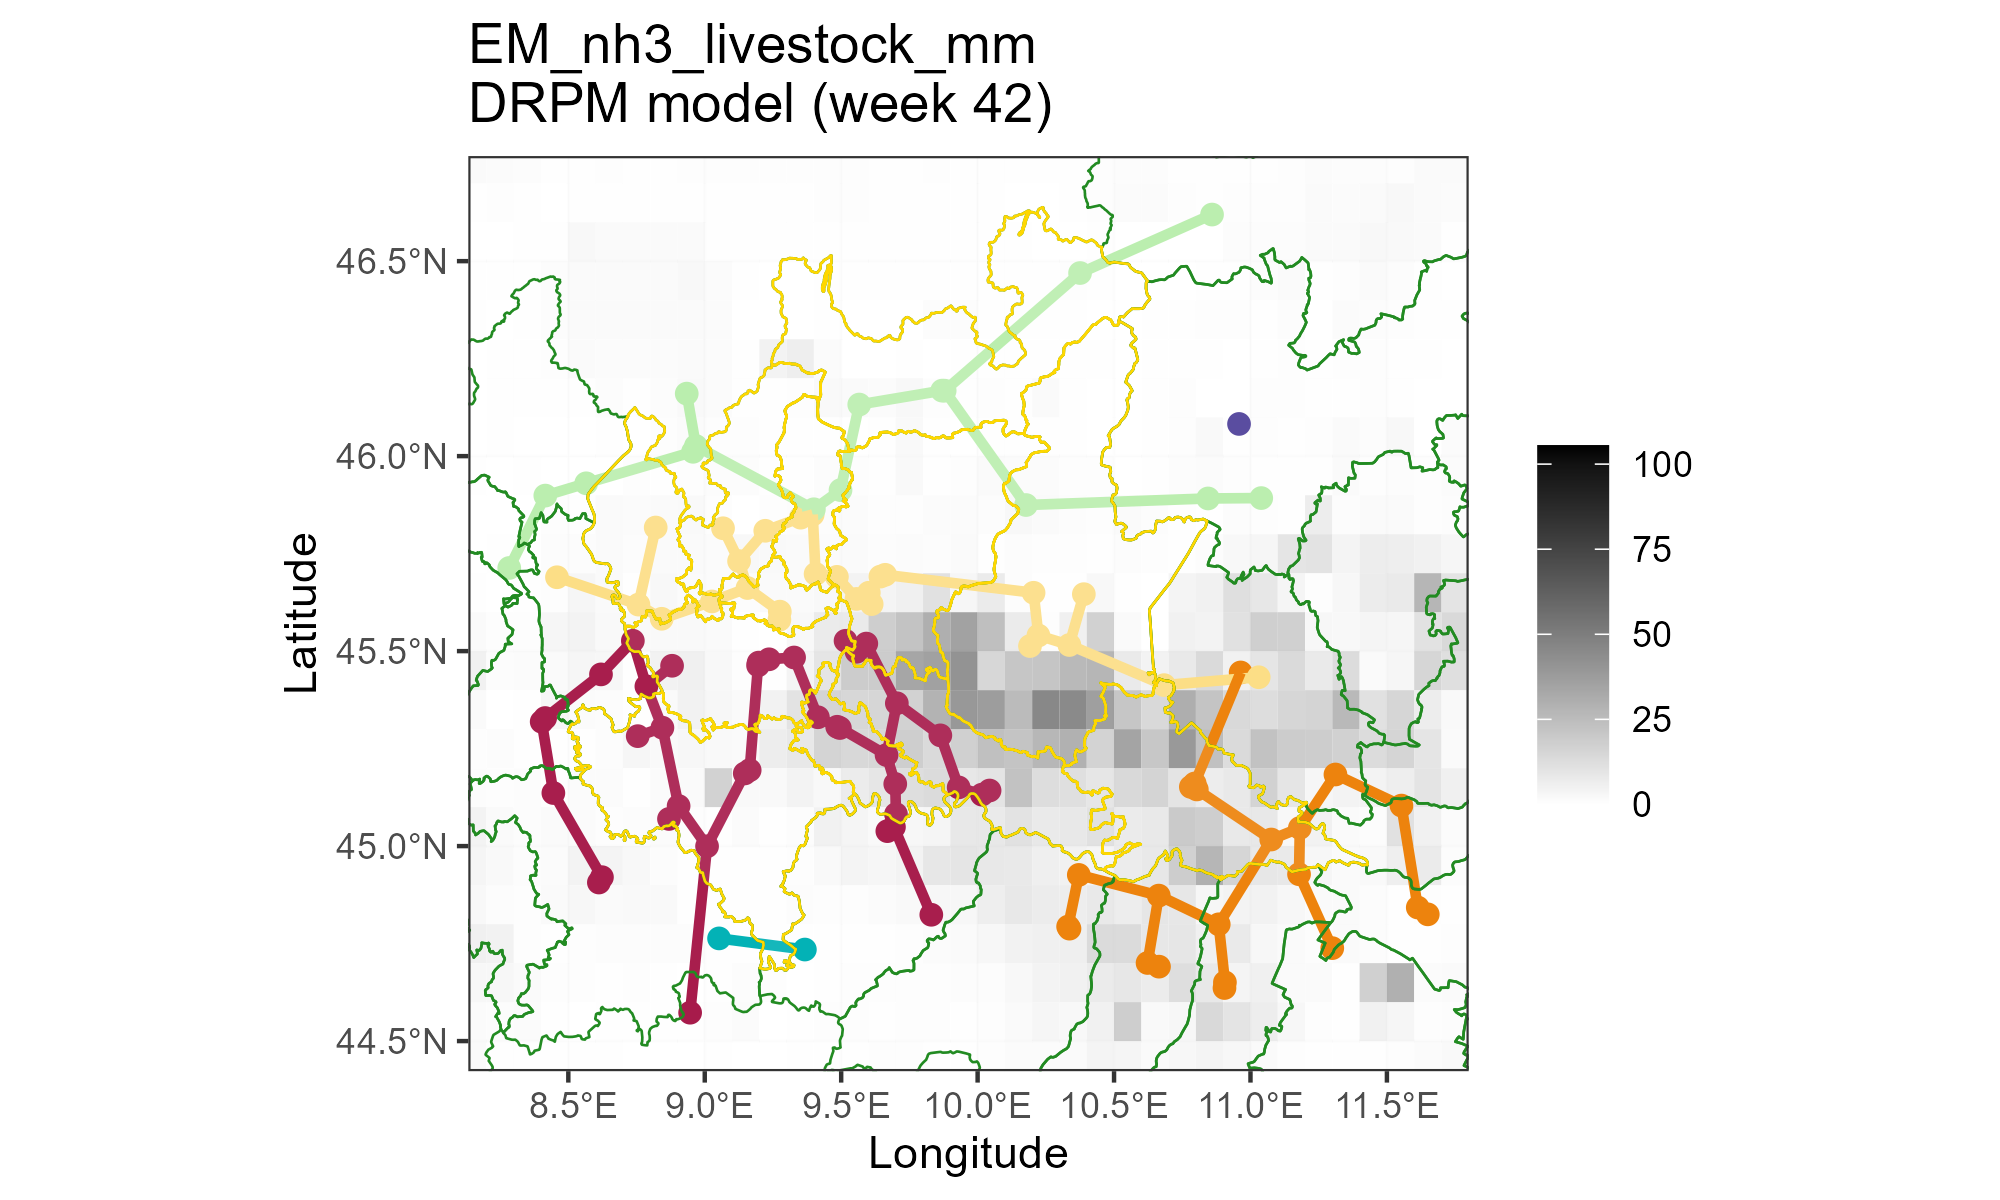 EM_nh3_livestock_mm
DRPM model (week 42)
46.5°N
46.0°N
45.5°N
45.0°N
44.5°N
Latitude
8.5°E
9.0°E
9.5°E
10.0°E
10.5°E
11.0°E
11.5°E
Longitude
100
75
50
25
0